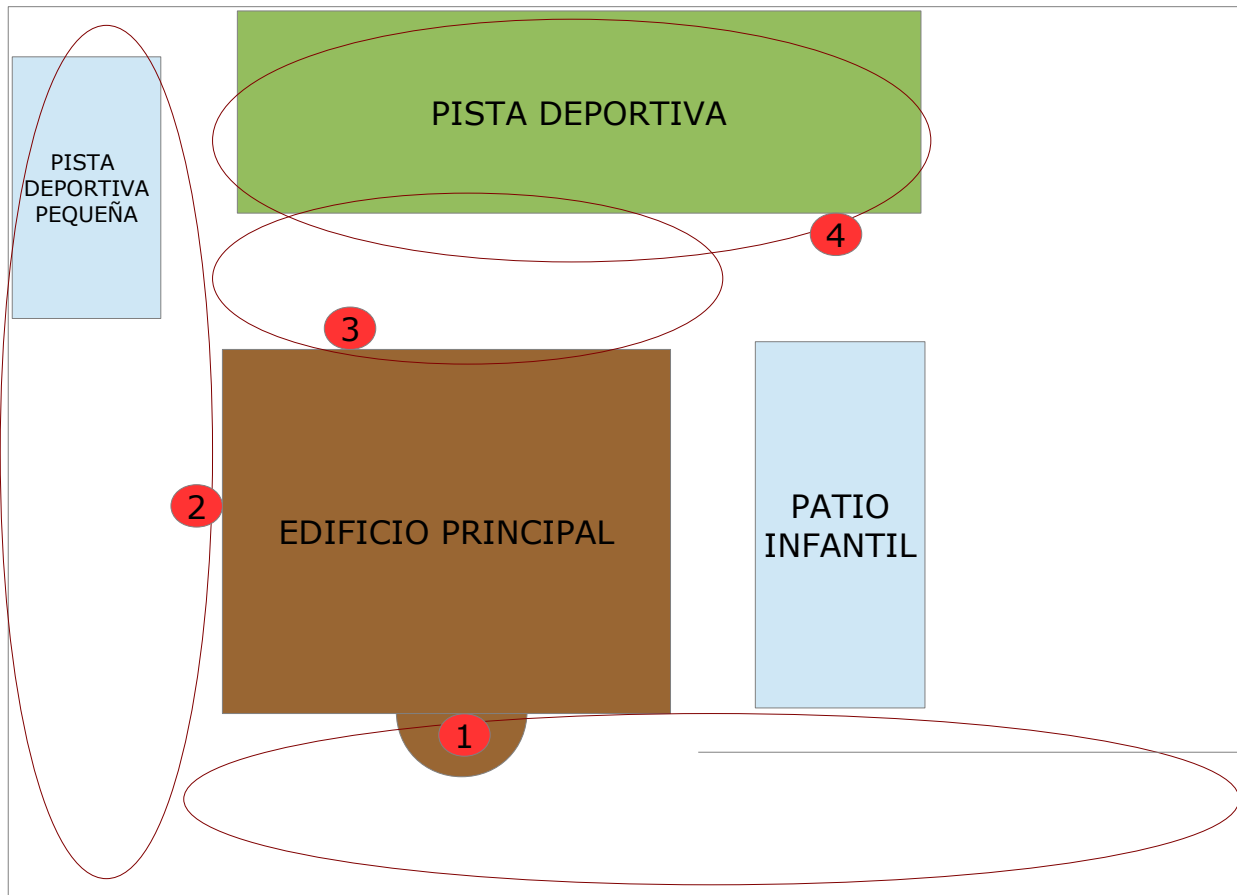 PISTA DEPORTIVA
PISTA
DEPORTIVA
PEQUEÑA
4
3
2
EDIFICIO PRINCIPAL
PATIO
INFANTIL
1